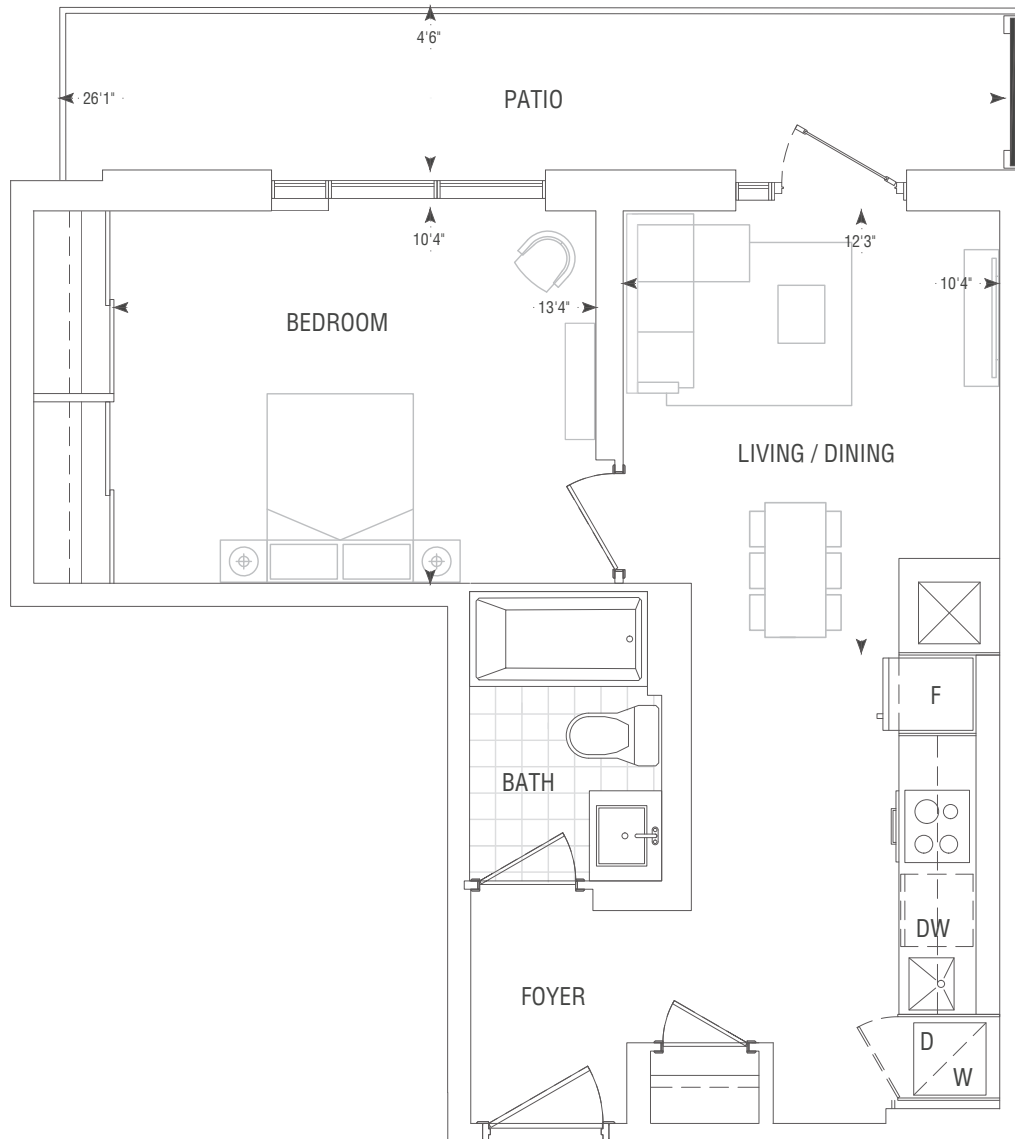 4'6"
26'1"
PATIO
10'4"
12'3"
13'4"
10'4"
BEDROOM
LIVING / DINING
F
BATH
DW
FOYER
D
W